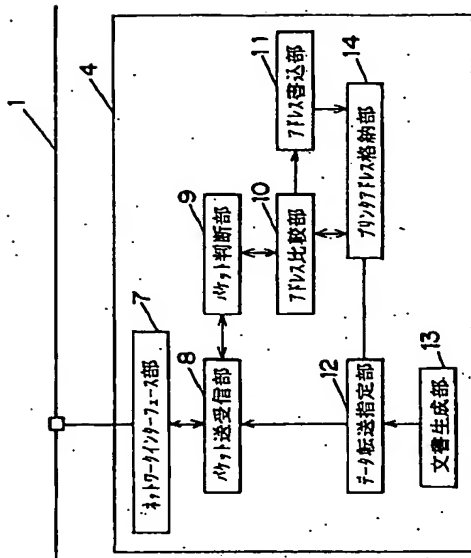 1
4
7
ネットワークインターフェース部
8
パケット送受信部
9
パケット判断部
10
アドレス比較部
11
アドレス書込部
12
データ転送指定部
13
文書生成部
14
プリンタアドレス格納部